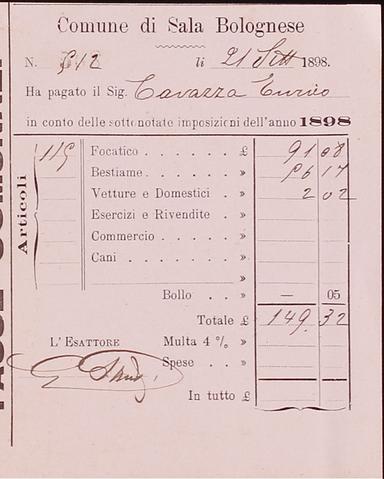 Comune di Sala Bolognese
N. 512 li 21 Sett 1898.
Ha pagato il Sig. Cavazza Enrico
in conto delle sottonotate imposizioni dell'anno 1898
Articoli
Focatico . . . . . . £ 91 08
Bestiame. . . . . . » 56 17
Vetture e Domestici . » 2 02
Esercizi e Rivendite . »
Commercio . . . . . »
Cani . . . . . . . »
»
Bollo . . » — 05
Totale £ 149. 32
L'ESATTORE Multa 4 % »
Spese . . »
In tutto £